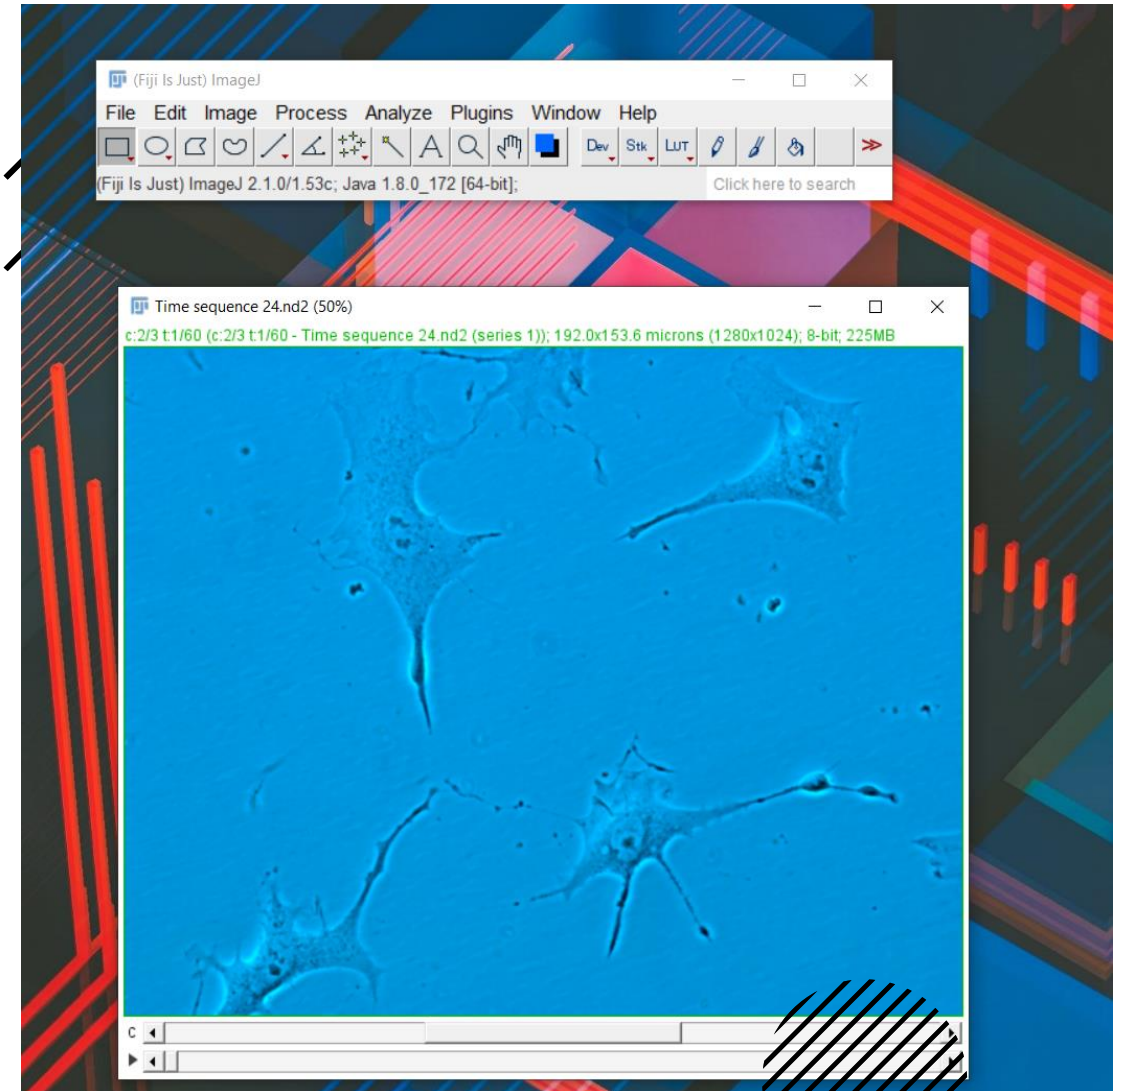 (Fiji Is Just) ImageJ
File Edit Image Process Analyze Plugins Window Help
Dev Stk LUT
(Fiji Is Just) ImageJ 2.1.0/1.53c; Java 1.8.0_172 [64-bit];
Click here to search
Time sequence 24.nd2 (50%)
c:2/3 t:1/60 (c:2/3 t:1/60 - Time sequence 24.nd2 (series 1)); 192.0x153.6 microns (1280x1024); 8-bit; 225MB
c